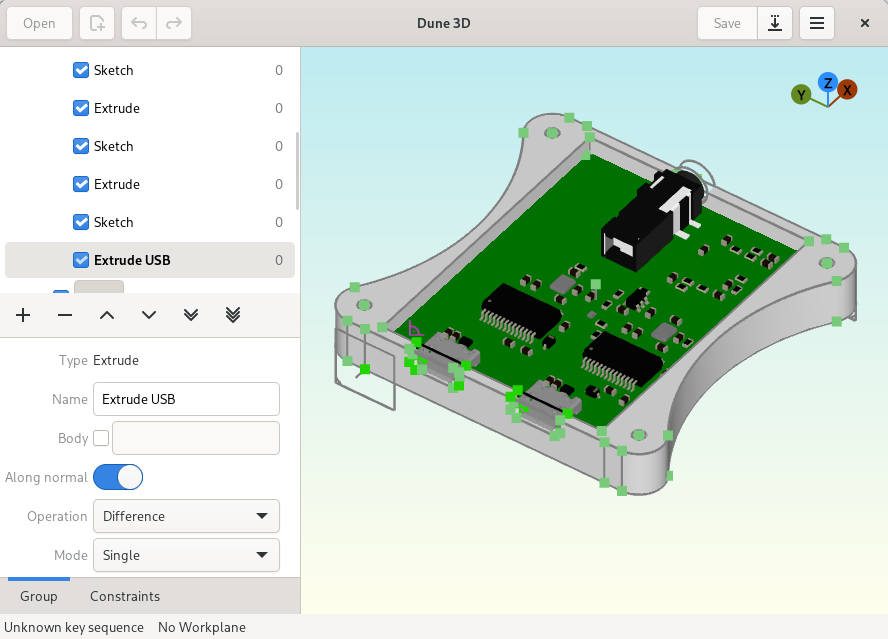 Open
Dune 3D
Save
Sketch 0
Extrude 0
Sketch 0
Extrude 0
Sketch 0
Extrude USB 0
Type Extrude
Name Extrude USB
Body
Along normal
Operation Difference
Mode Single
Group Constraints
Unknown key sequence No Workplane
Y Z X